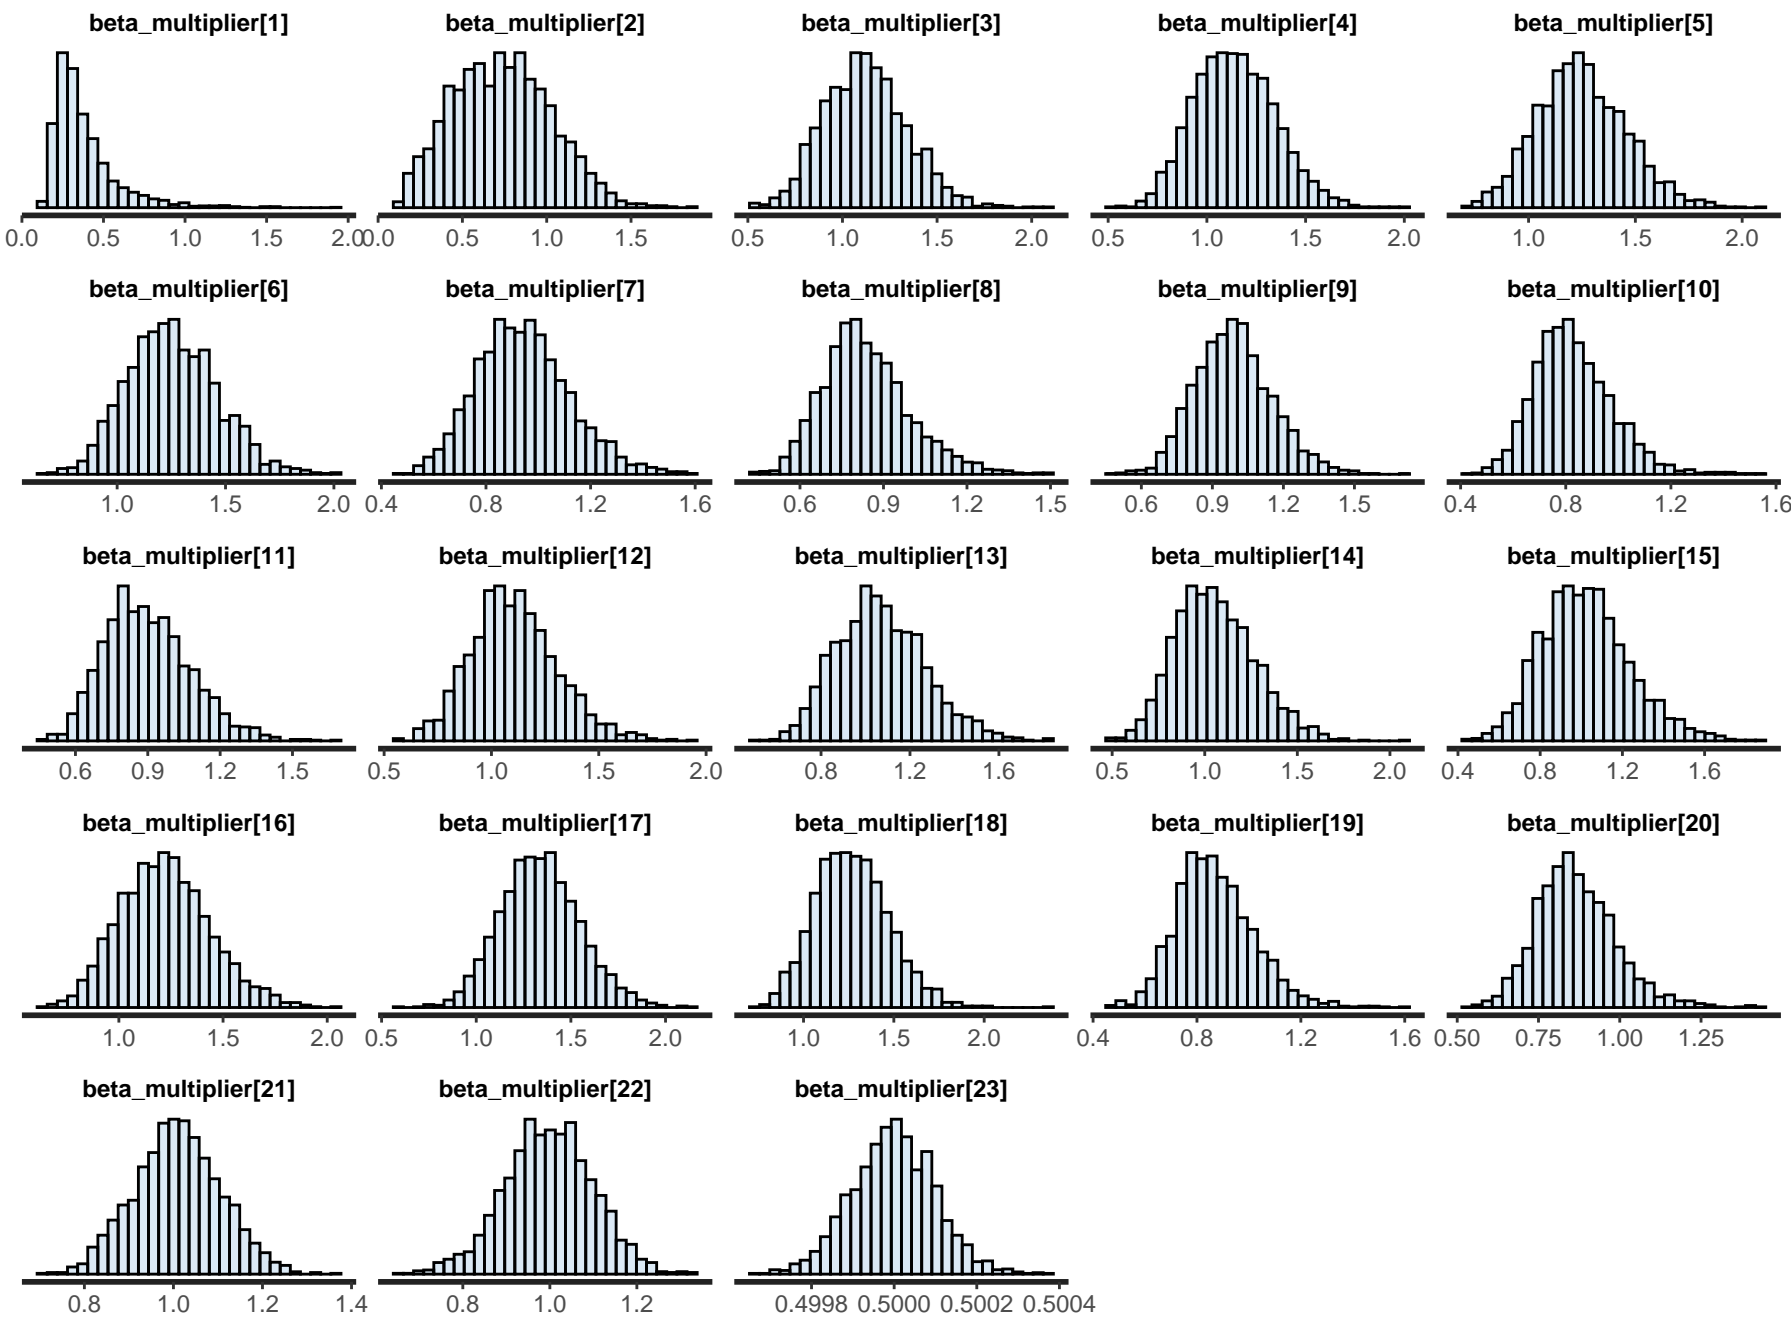 beta_multiplier[1] beta_multiplier[2] beta_multiplier[3] beta_multiplier[4] beta_multiplier[5]
0.0 0.5 1.0 1.5 2.0 0.0 0.5 1.0 1.5 0.5 1.0 1.5 2.0 0.5 1.0 1.5 2.0 1.0 1.5 2.0
beta_multiplier[6] beta_multiplier[7] beta_multiplier[8] beta_multiplier[9] beta_multiplier[10]
1.0 1.5 2.0 0.4 0.8 1.2 1.6 0.6 0.9 1.2 1.5 0.6 0.9 1.2 1.5 0.4 0.8 1.2 1.6
beta_multiplier[11] beta_multiplier[12] beta_multiplier[13] beta_multiplier[14] beta_multiplier[15]
0.6 0.9 1.2 1.5 0.5 1.0 1.5 2.0 0.8 1.2 1.6 0.5 1.0 1.5 2.0 0.4 0.8 1.2 1.6
beta_multiplier[16] beta_multiplier[17] beta_multiplier[18] beta_multiplier[19] beta_multiplier[20]
1.0 1.5 2.0 0.5 1.0 1.5 2.0 1.0 1.5 2.0 0.4 0.8 1.2 1.6 0.50 0.75 1.00 1.25
beta_multiplier[21] beta_multiplier[22] beta_multiplier[23]
0.8 1.0 1.2 1.4 0.8 1.0 1.2 0.4998 0.5000 0.5002 0.5004